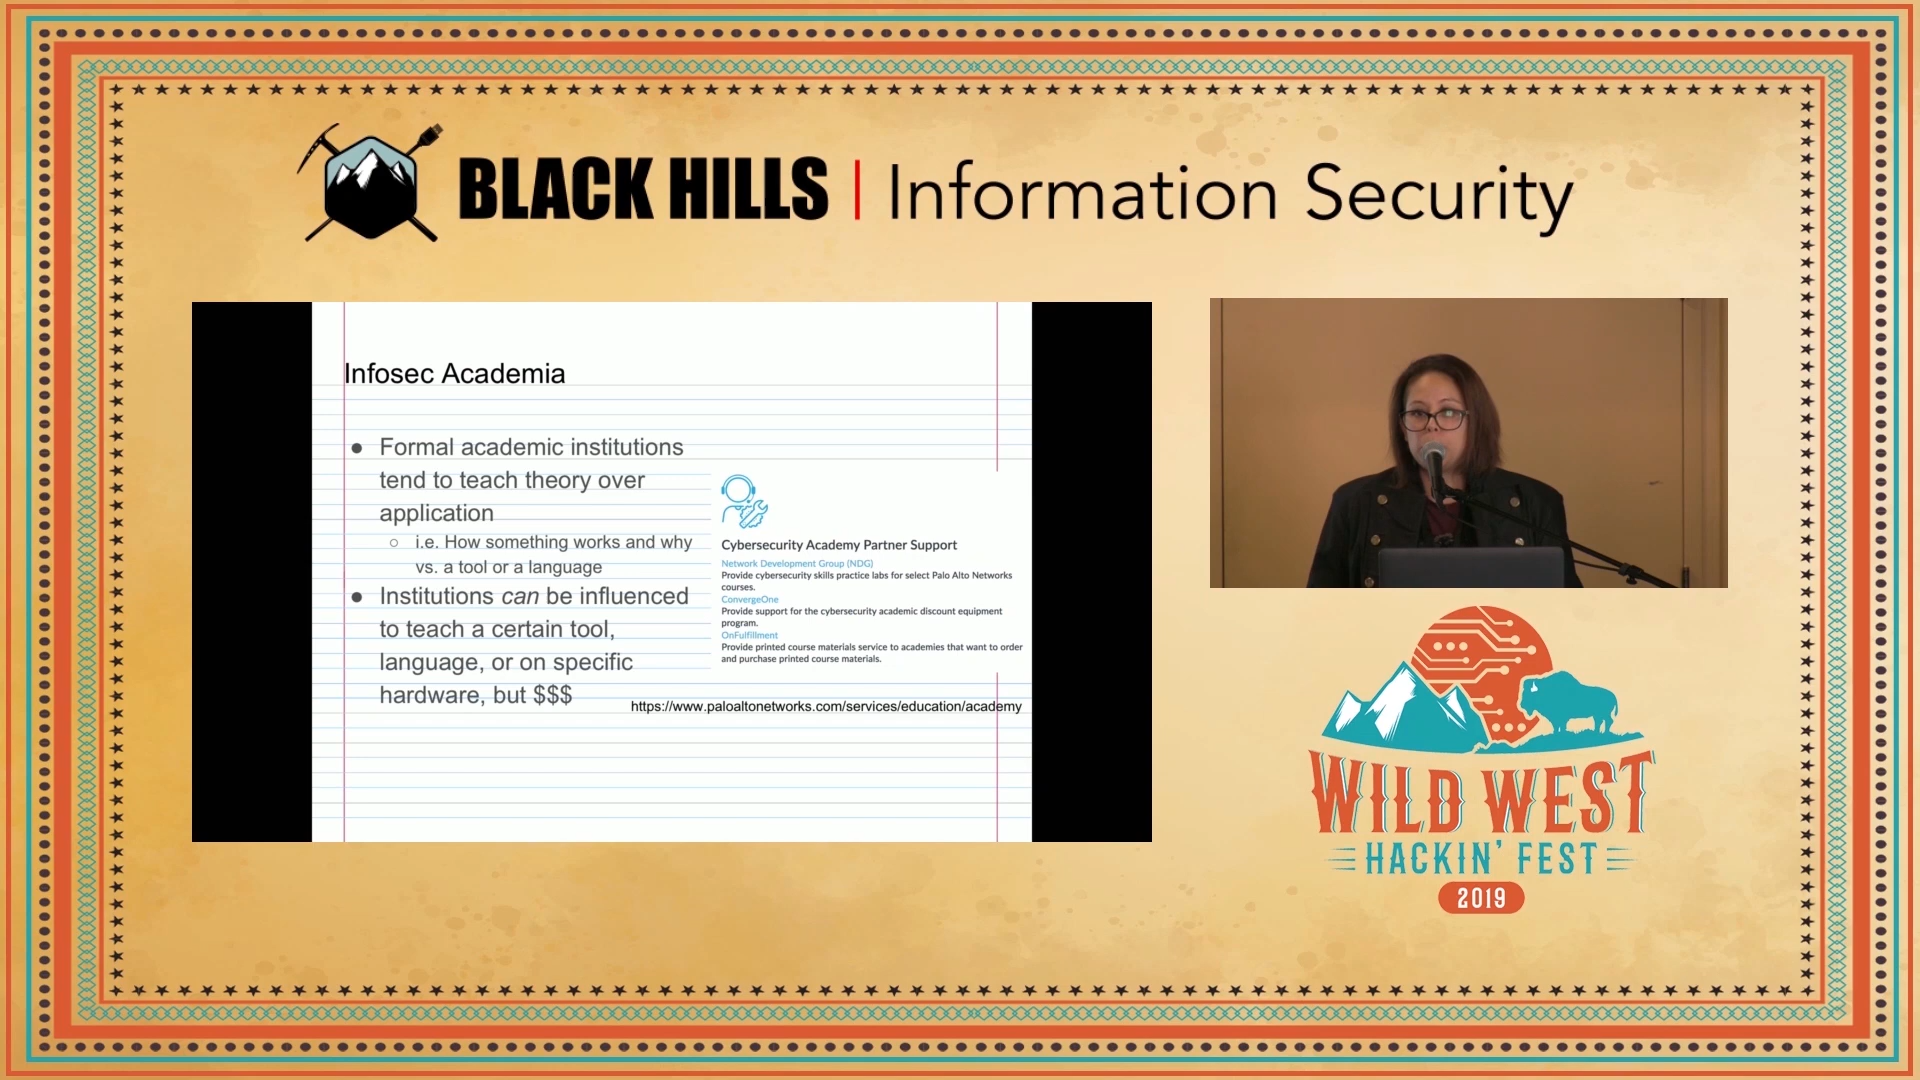 BLACK HILLS | Information Security
Infosec Academia
● Formal academic institutions
tend to teach theory over
application
○ i.e. How something works and why
vs. a tool or a language
● Institutions can be influenced
to teach a certain tool,
language, or on specific
hardware, but $$$
Cybersecurity Academy Partner Support
Network Development Group (NDG)
Provide cybersecurity skills practice labs for select Palo Alto Networks
courses.
ConvergeOne
Provide support for the cybersecurity academic discount equipment
program.
OnFulfillment
Provide printed course materials service to academies that want to order
and purchase printed course materials.
https://www.paloaltonetworks.com/services/education/academy
WILD WEST
HACKIN' FEST
2019